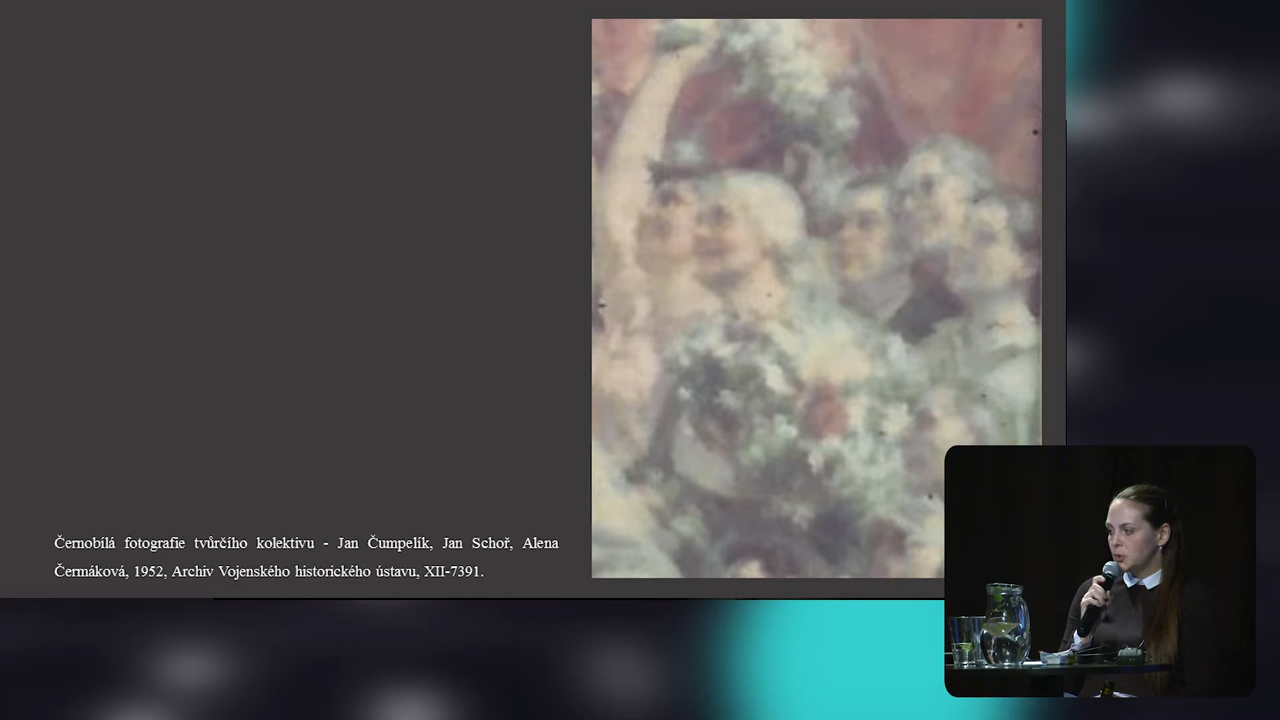 Černobílá fotografie tvůrčího kolektivu - Jan Čumpelík, Jan Schoř, Alena
Čermáková, 1952, Archiv Vojenského historického ústavu, XII-7391.